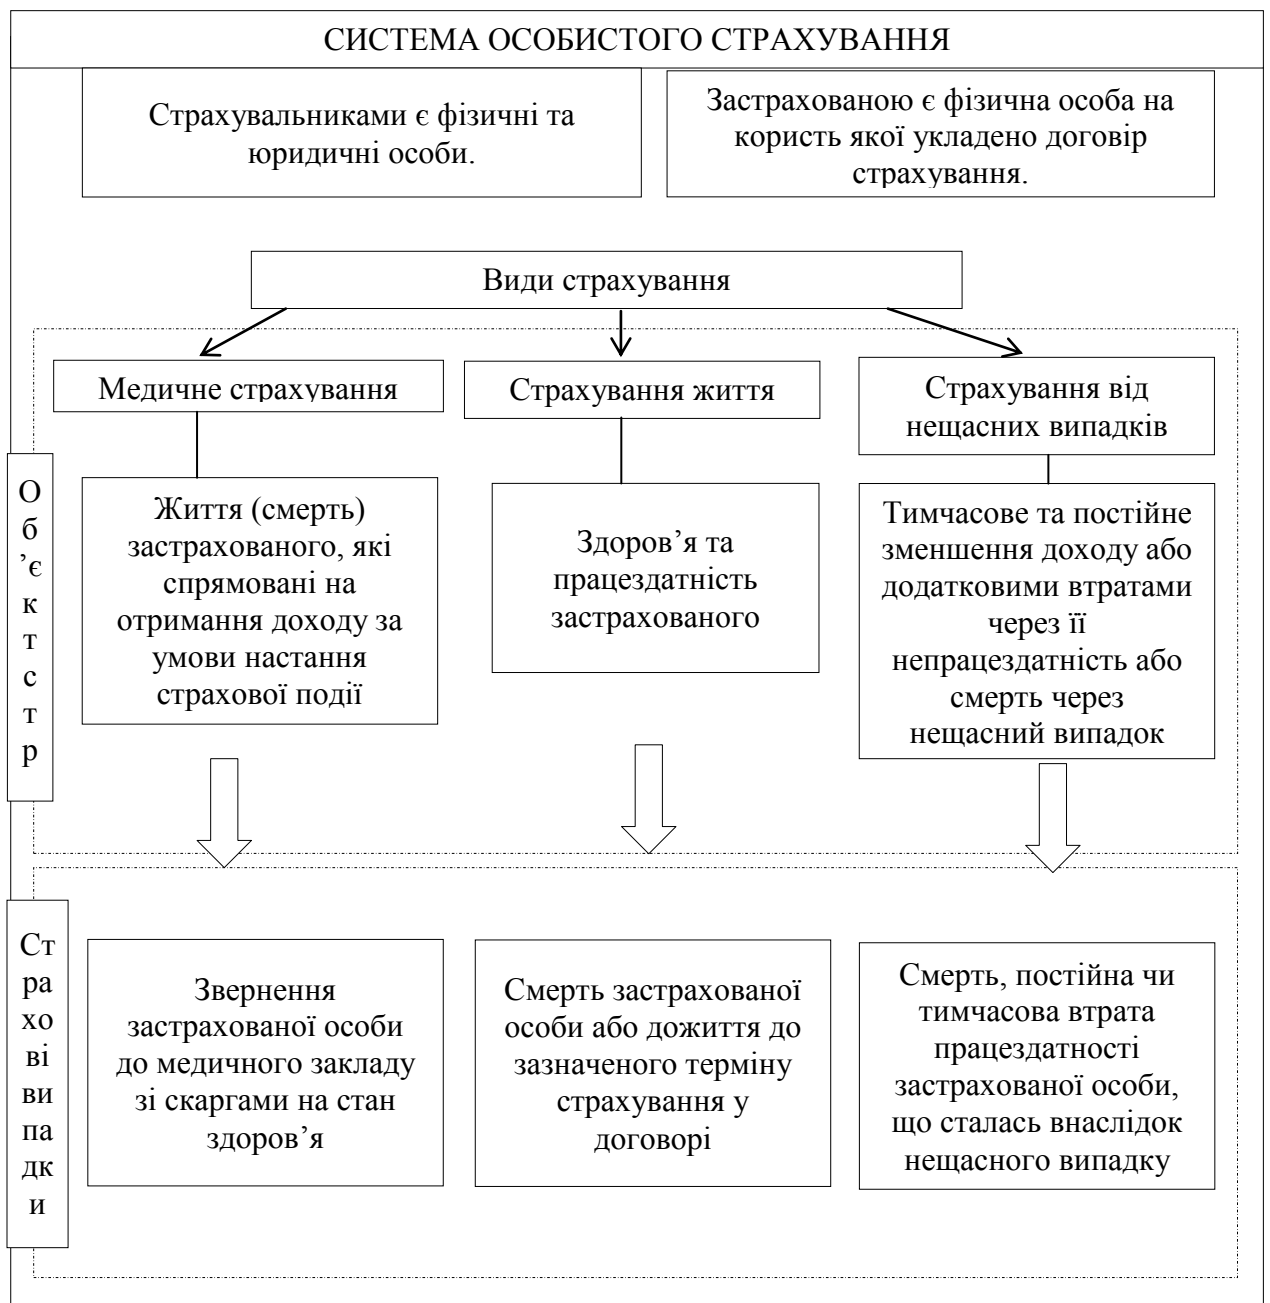 СИСТЕМА ОСОБИСТОГО СТРАХУВАННЯ
Страхувальниками є фізичні та
юридичні особи.
Застрахованою є фізична особа на
користь якої укладено договір
страхування.
Види страхування
Медичне страхування
Страхування життя
Страхування від
нещасних випадків
О
б
’є
к
т
с
т
р
Життя (смерть)
застрахованого, які
спрямовані на
отримання доходу за
умови настання
страхової події
Здоров’я та
працездатність
застрахованого
Тимчасове та постійне
зменшення доходу або
додатковими втратами
через її
непрацездатність або
смерть через
нещасний випадок
Ст
ра
хо
ві
ви
па
дк
и
Звернення
застрахованої особи
до медичного закладу
зі скаргами на стан
здоров’я
Смерть застрахованої
особи або дожиття до
зазначеного терміну
страхування у
договорі
Смерть, постійна чи
тимчасова втрата
працездатності
застрахованої особи,
що сталась внаслідок
нещасного випадку